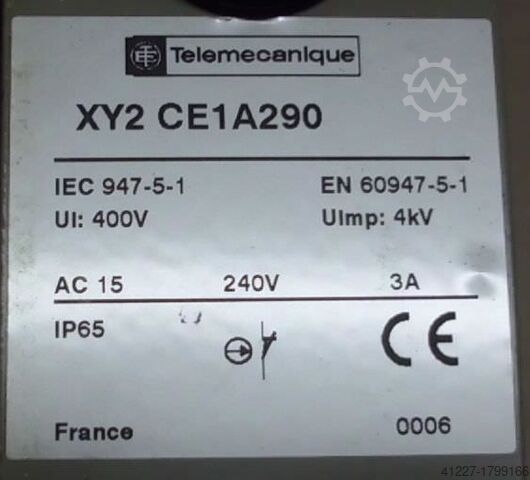 Telemecanique
XY2 CE1A290
IEC 947-5-1 EN 60947-5-1
UI: 400V UImp: 4kV
AC 15 240V 3A
IP65
CE
France 0006
41227-1799166